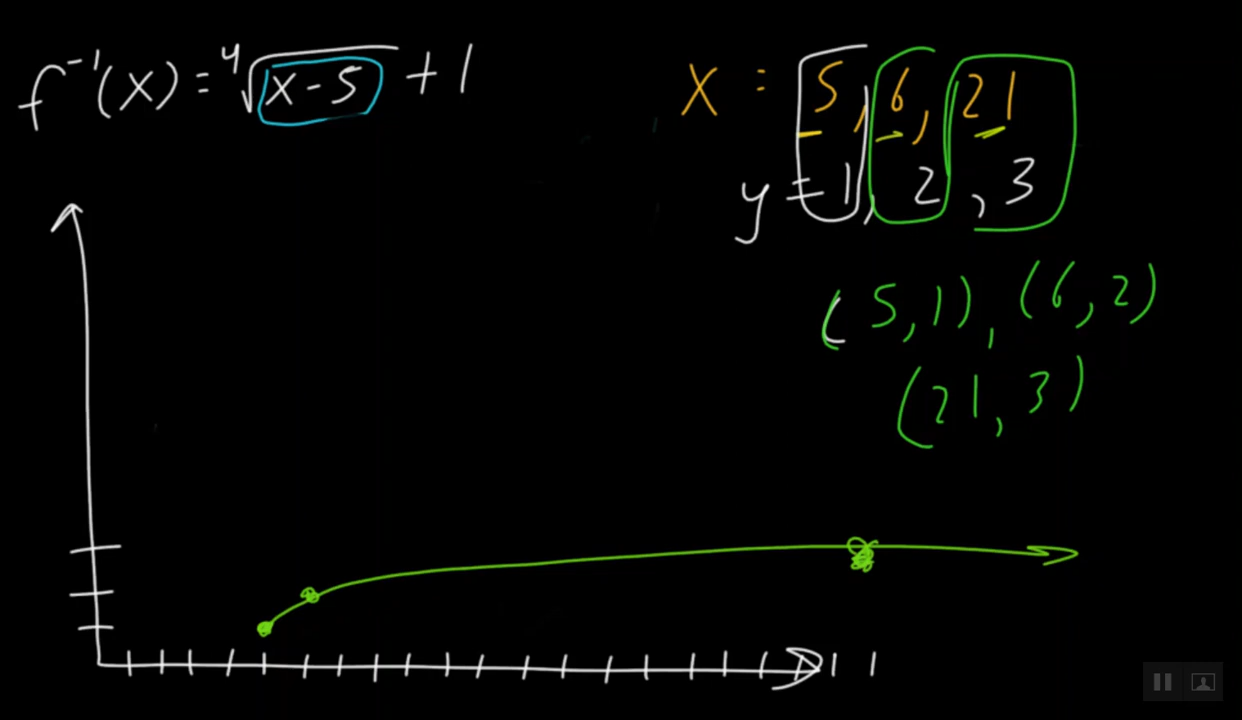 f⁻¹(x) = ⁴√(x-5) + 1
x : 5, 6, 21
y = 1, 2, 3
(5,1), (6,2)
(21,3)